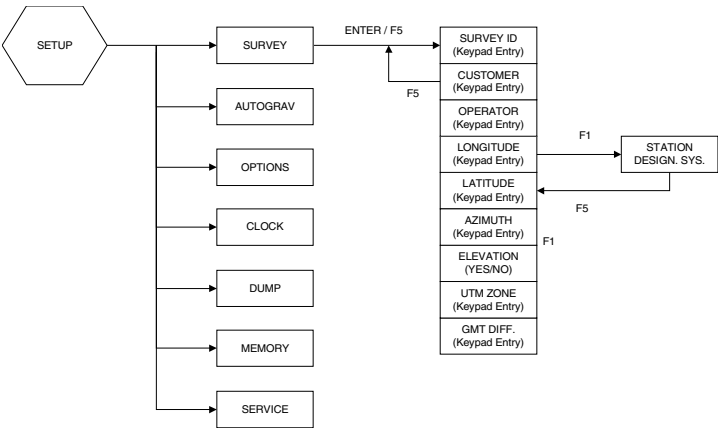 SETUP
SURVEY
AUTOGRAV
OPTIONS
CLOCK
DUMP
MEMORY
SERVICE
ENTER / F5
F5
SURVEY ID
(Keypad Entry)
CUSTOMER
(Keypad Entry)
OPERATOR
(Keypad Entry)
LONGITUDE
(Keypad Entry)
LATITUDE
(Keypad Entry)
AZIMUTH
(Keypad Entry)
ELEVATION
(YES/NO)
UTM ZONE
(Keypad Entry)
GMT DIFF.
(Keypad Entry)
F1
STATION
DESIGN. SYS.
F5
F1